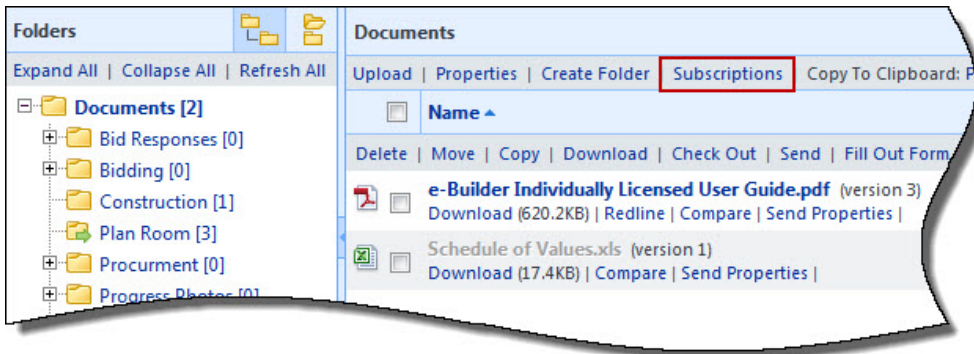 Folders
Expand All | Collapse All | Refresh All
Documents [2]
Bid Responses [0]
Bidding [0]
Construction [1]
Plan Room [3]
Procurment [0]
Progress Photos [0]
Documents
Upload | Properties | Create Folder | Subscriptions Copy To Clipboard:
Name
Delete | Move | Copy | Download | Check Out | Send | Fill Out Form
e-Builder Individually Licensed User Guide.pdf (version 3)
Download (620.2KB) | Redline | Compare | Send Properties |
Schedule of Values.xls (version 1)
Download (17.4KB) | Compare | Send Properties |